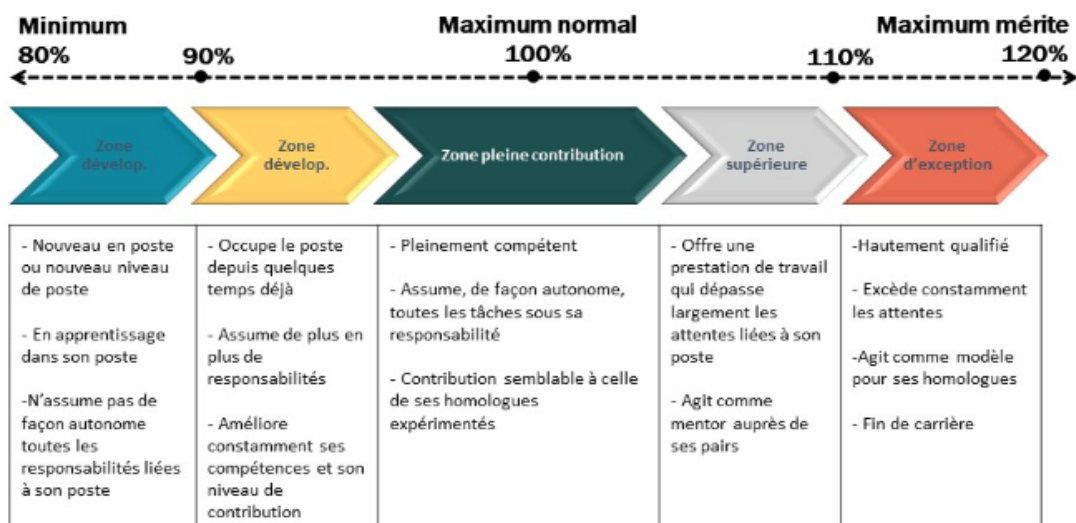 Minimum
80%
90%
Maximum normal
100%
110%
Maximum mérite
120%
Zone
dévelop.
Zone
dévelop.
Zone pleine contribution
Zone
supérieure
Zone
d'exception
- Nouveau en poste
ou nouveau niveau
de poste
- En apprentissage
dans son poste
-N'assume pas de
façon autonome
toutes les
responsabilités liées
à son poste
- Occupe le poste
depuis quelques
temps déjà
- Assume de plus en
plus de
responsabilités
- Améliore
constamment ses
compétences et son
niveau de
contribution
- Pleinement compétent
- Assume, de façon autonome,
toutes les tâches sous sa
responsabilité
- Contribution semblable à celle
de ses homologues
expérimentés
- Offre une
prestation de travail
qui dépasse
largement les
attentes liées à son
poste
- Agit comme
mentor auprès de
ses pairs
-Hautement qualifié
- Excède constamment
les attentes
-Agit comme modèle
pour ses homologues
- Fin de carrière